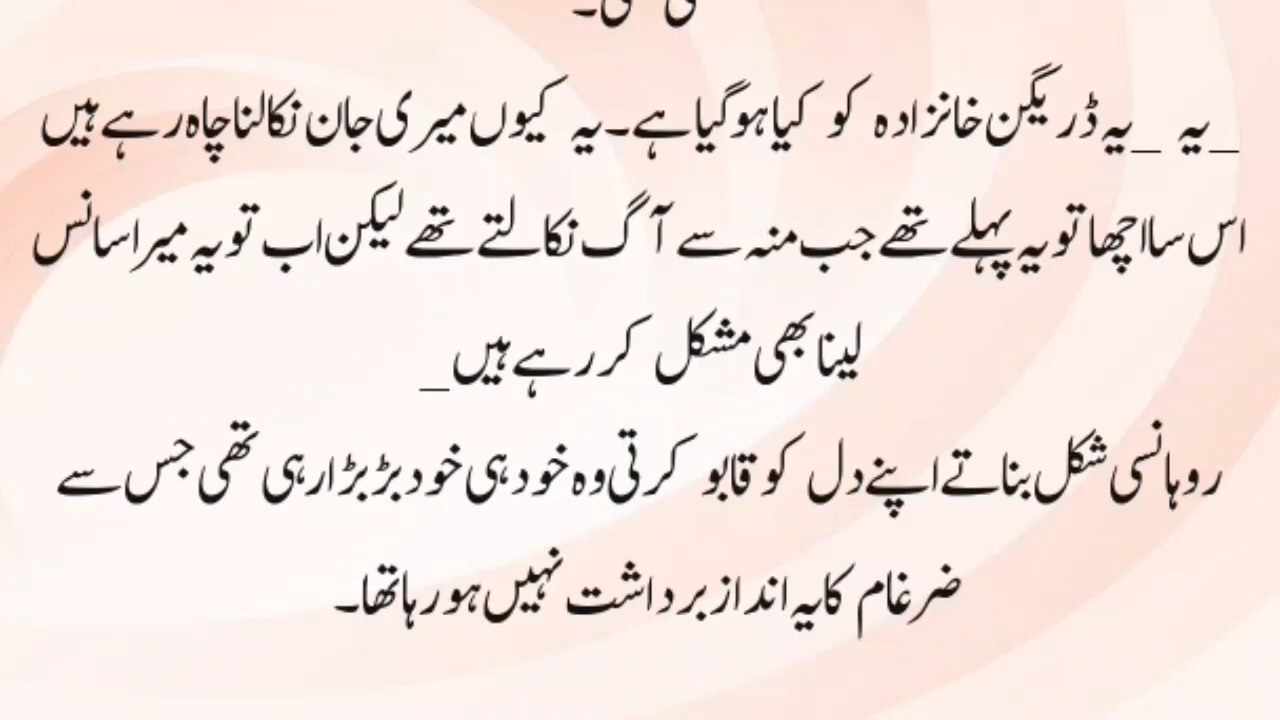 _یہ _یہ ڈریگن خانزادہ کو کیا ہو گیا ہے۔ یہ کیوں میری جان نکالنا چاہ رہے ہیں
اس سا اچھا تو یہ پہلے تھے جب منہ سے آگ نکالتے تھے لیکن اب تو یہ میرا سانس
لینا بھی مشکل کر رہے ہیں_
روہانسی شکل بناتے اپنے دل کو قابو کرتی وہ خود ہی خود بڑبڑا رہی تھی جس سے
ضرغام کا یہ انداز برداشت نہیں ہو رہا تھا۔